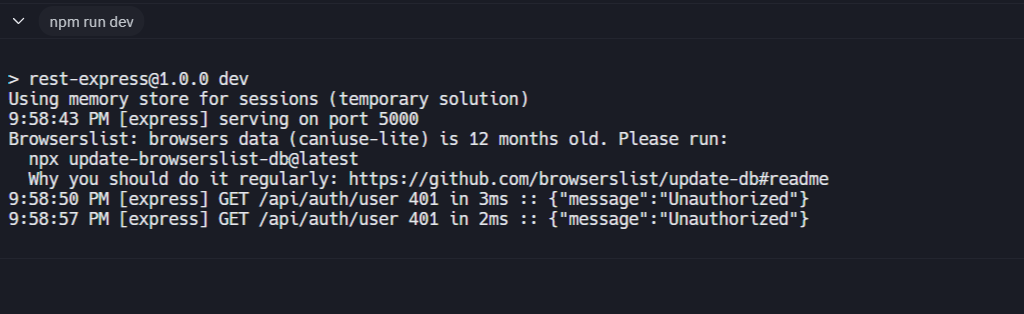 npm run dev
> rest-express@1.0.0 dev
Using memory store for sessions (temporary solution)
9:58:43 PM [express] serving on port 5000
Browserslist: browsers data (caniuse-lite) is 12 months old. Please run:
  npx update-browserslist-db@latest
  Why you should do it regularly: https://github.com/browserslist/update-db#readme
9:58:50 PM [express] GET /api/auth/user 401 in 3ms :: {"message":"Unauthorized"}
9:58:57 PM [express] GET /api/auth/user 401 in 2ms :: {"message":"Unauthorized"}